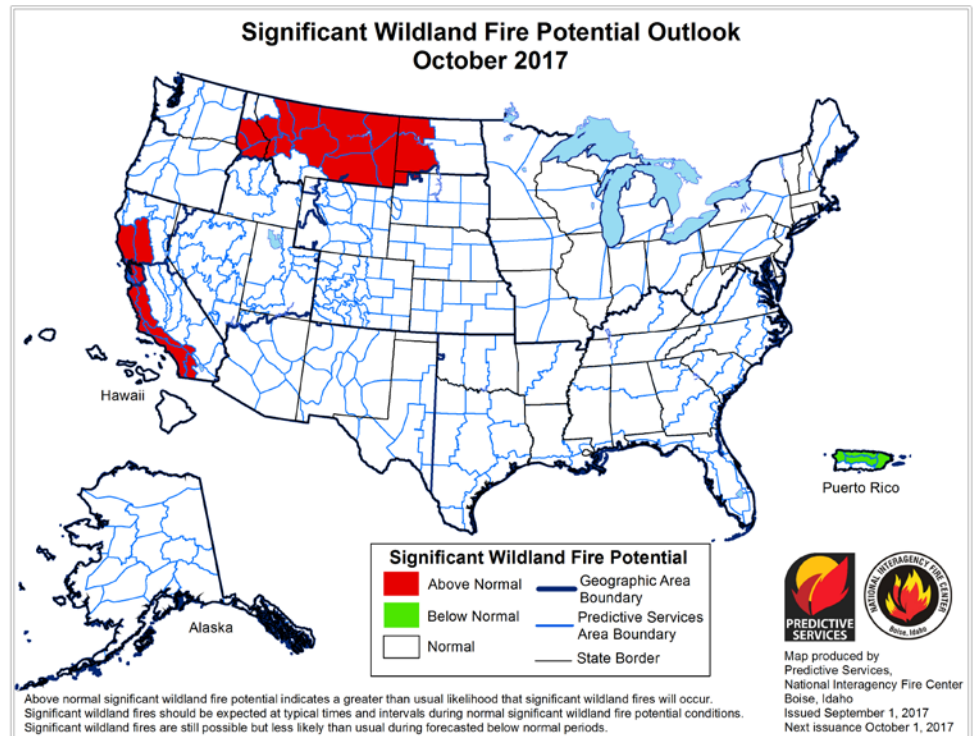 Significant Wildland Fire Potential Outlook
October 2017
Hawaii
Puerto Rico
Alaska
Significant Wildland Fire Potential
Above Normal
Below Normal
Normal
Geographic Area
Boundary
Predictive Services
Area Boundary
State Border
PREDICTIVE
SERVICES
NATIONAL INTERAGENCY FIRE CENTER
Boise, Idaho
Map produced by
Predictive Services,
National Interagency Fire Center
Boise, Idaho
Issued September 1, 2017
Next issuance October 1, 2017
Above normal significant wildland fire potential indicates a greater than usual likelihood that significant wildland fires will occur.
Significant wildland fires should be expected at typical times and intervals during normal significant wildland fire potential conditions.
Significant wildland fires are still possible but less likely than usual during forecasted below normal periods.